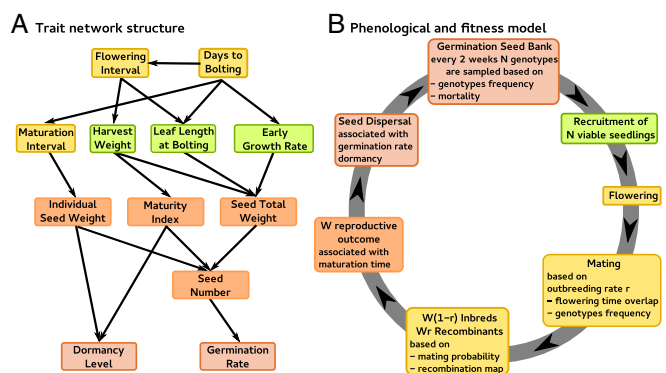 A Trait network structure
Flowering
Interval
Days to
Bolting
Maturation
Interval
Harvest
Weight
Leaf Length
at Bolting
Early
Growth Rate
Individual
Seed Weight
Maturity
Index
Seed Total
Weight
Seed
Number
Dormancy
Level
Germination
Rate
B Phenological and fitness model
Germination Seed Bank
every 2 weeks N genotypes
are sampled based on
- genotypes frequency
- mortality
Recruitment of
N viable seedlings
Flowering
Mating
based on
outbreeding rate r
- flowering time overlap
- genotypes frequency
W(1-r) Inbreds
Wr Recombinants
based on
- mating probability
- recombination map
W reproductive
outcome
associated with
maturation time
Seed Dispersal
associated with
germination rate
dormancy